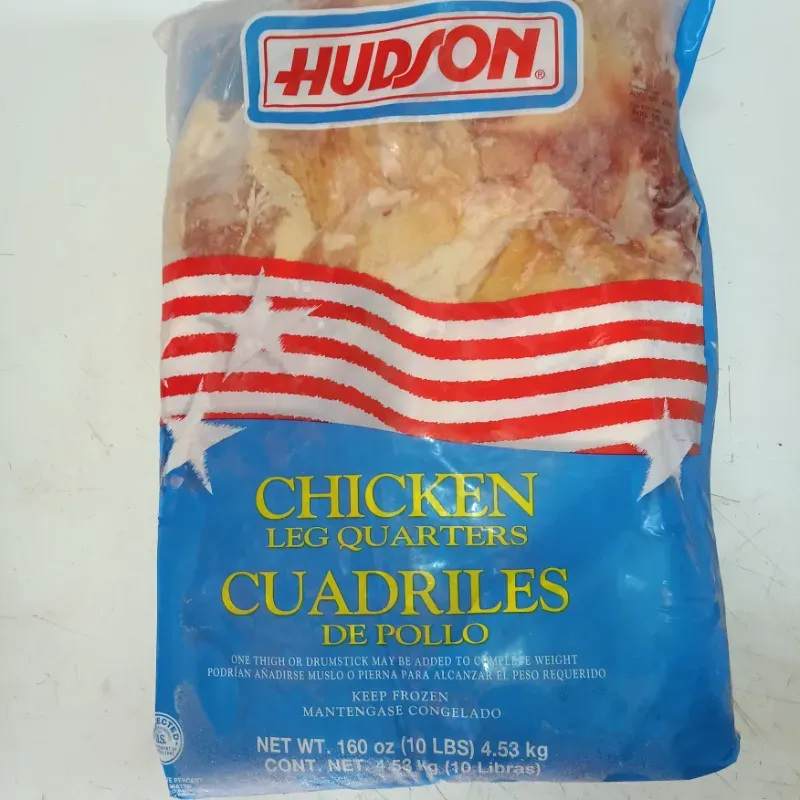 HUDSON®
CHICKEN
LEG QUARTERS
CUADRILES
DE POLLO
ONE THIGH OR DRUMSTICK MAY BE ADDED TO COMPLETE WEIGHT
PODRÍAN AÑADIRSE MUSLO O PIERNA PARA ALCANZAR EL PESO REQUERIDO
KEEP FROZEN
MANTENGASE CONGELADO
NET WT. 160 oz (10 LBS) 4.53 kg
CONT. NET. 4.53 kg (10 Libras)